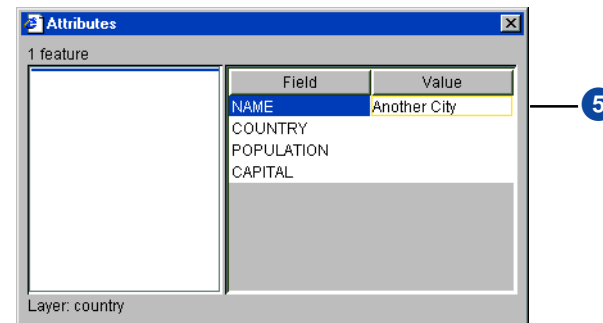 Attributes
1 feature
Field Value
NAME Another City
COUNTRY
POPULATION
CAPITAL
Layer: country
5